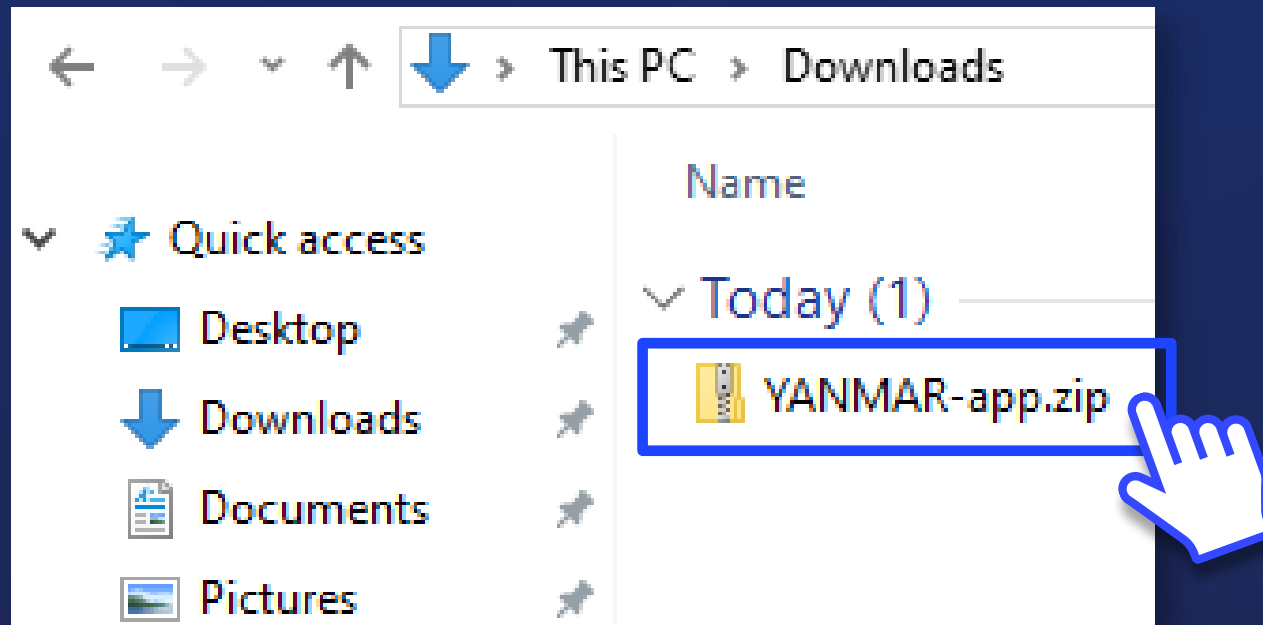 This PC > Downloads
Name
Quick access
Today (1)
Desktop
YANMAR-app.zip
Downloads
Documents
Pictures